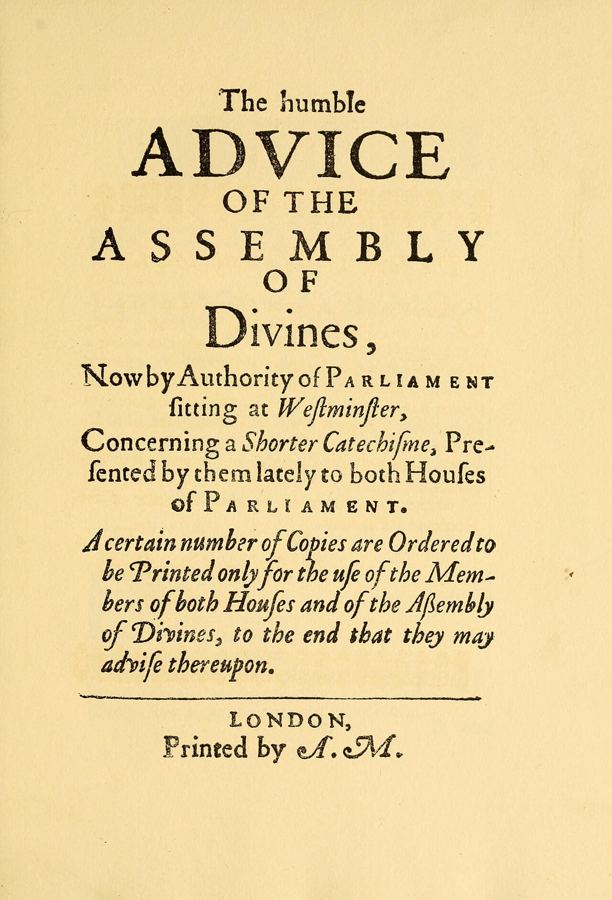 The humble
ADVICE
OF THE
ASSEMBLY
OF
Divines,
Now by Authority of PARLIAMENT
ſitting at Weſtminſter,
Concerning a Shorter Catechiſme, Pre-
ſented by them lately to both Houſes
of PARLIAMENT.
A certain number of Copies are Ordered to
be Printed only for the uſe of the Mem-
bers of both Houſes and of the Aſſembly
of Divines, to the end that they may
adviſe thereupon.
LONDON,
Printed by A. M.